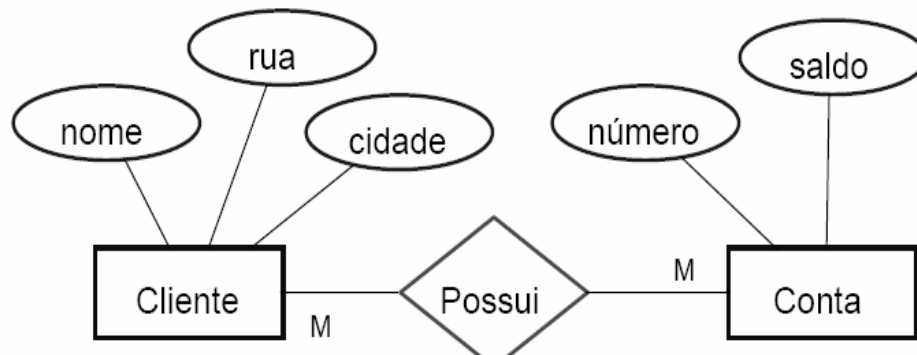 rua
saldo
nome
cidade
número
Cliente
M
Possui
M
Conta